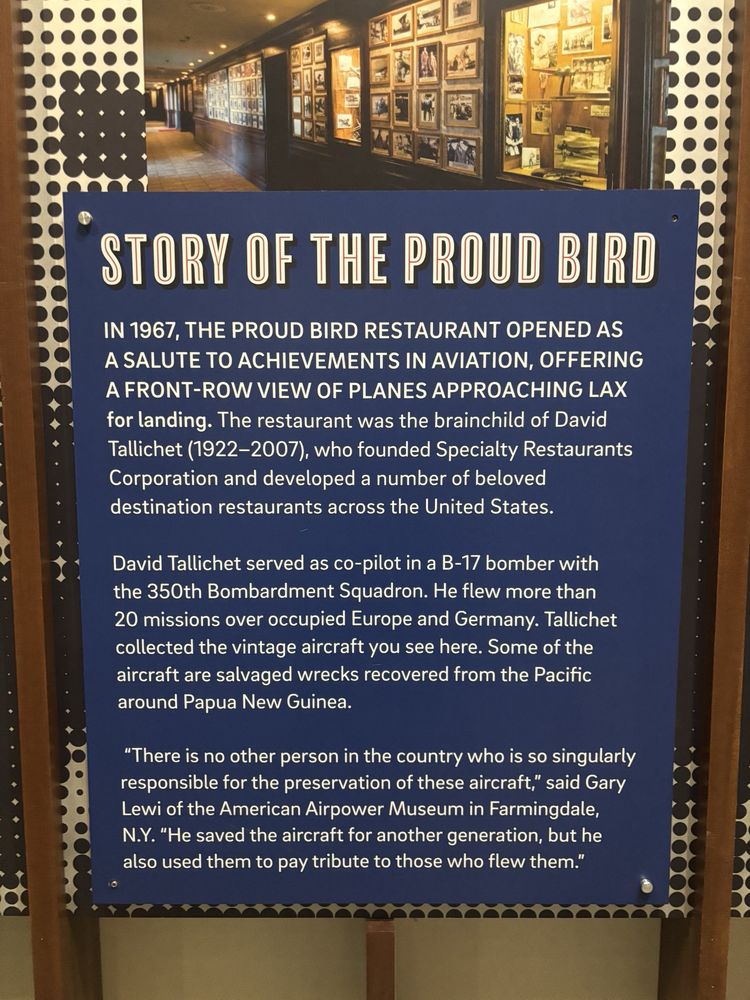 STORY OF THE PROUD BIRD
IN 1967, THE PROUD BIRD RESTAURANT OPENED AS
A SALUTE TO ACHIEVEMENTS IN AVIATION, OFFERING
A FRONT-ROW VIEW OF PLANES APPROACHING LAX
for landing. The restaurant was the brainchild of David
Tallichet (1922–2007), who founded Specialty Restaurants
Corporation and developed a number of beloved
destination restaurants across the United States.
David Tallichet served as co-pilot in a B-17 bomber with
the 350th Bombardment Squadron. He flew more than
20 missions over occupied Europe and Germany. Tallichet
collected the vintage aircraft you see here. Some of the
aircraft are salvaged wrecks recovered from the Pacific
around Papua New Guinea.
“There is no other person in the country who is so singularly
responsible for the preservation of these aircraft,” said Gary
Lewi of the American Airpower Museum in Farmingdale,
N.Y. “He saved the aircraft for another generation, but he
also used them to pay tribute to those who flew them.”